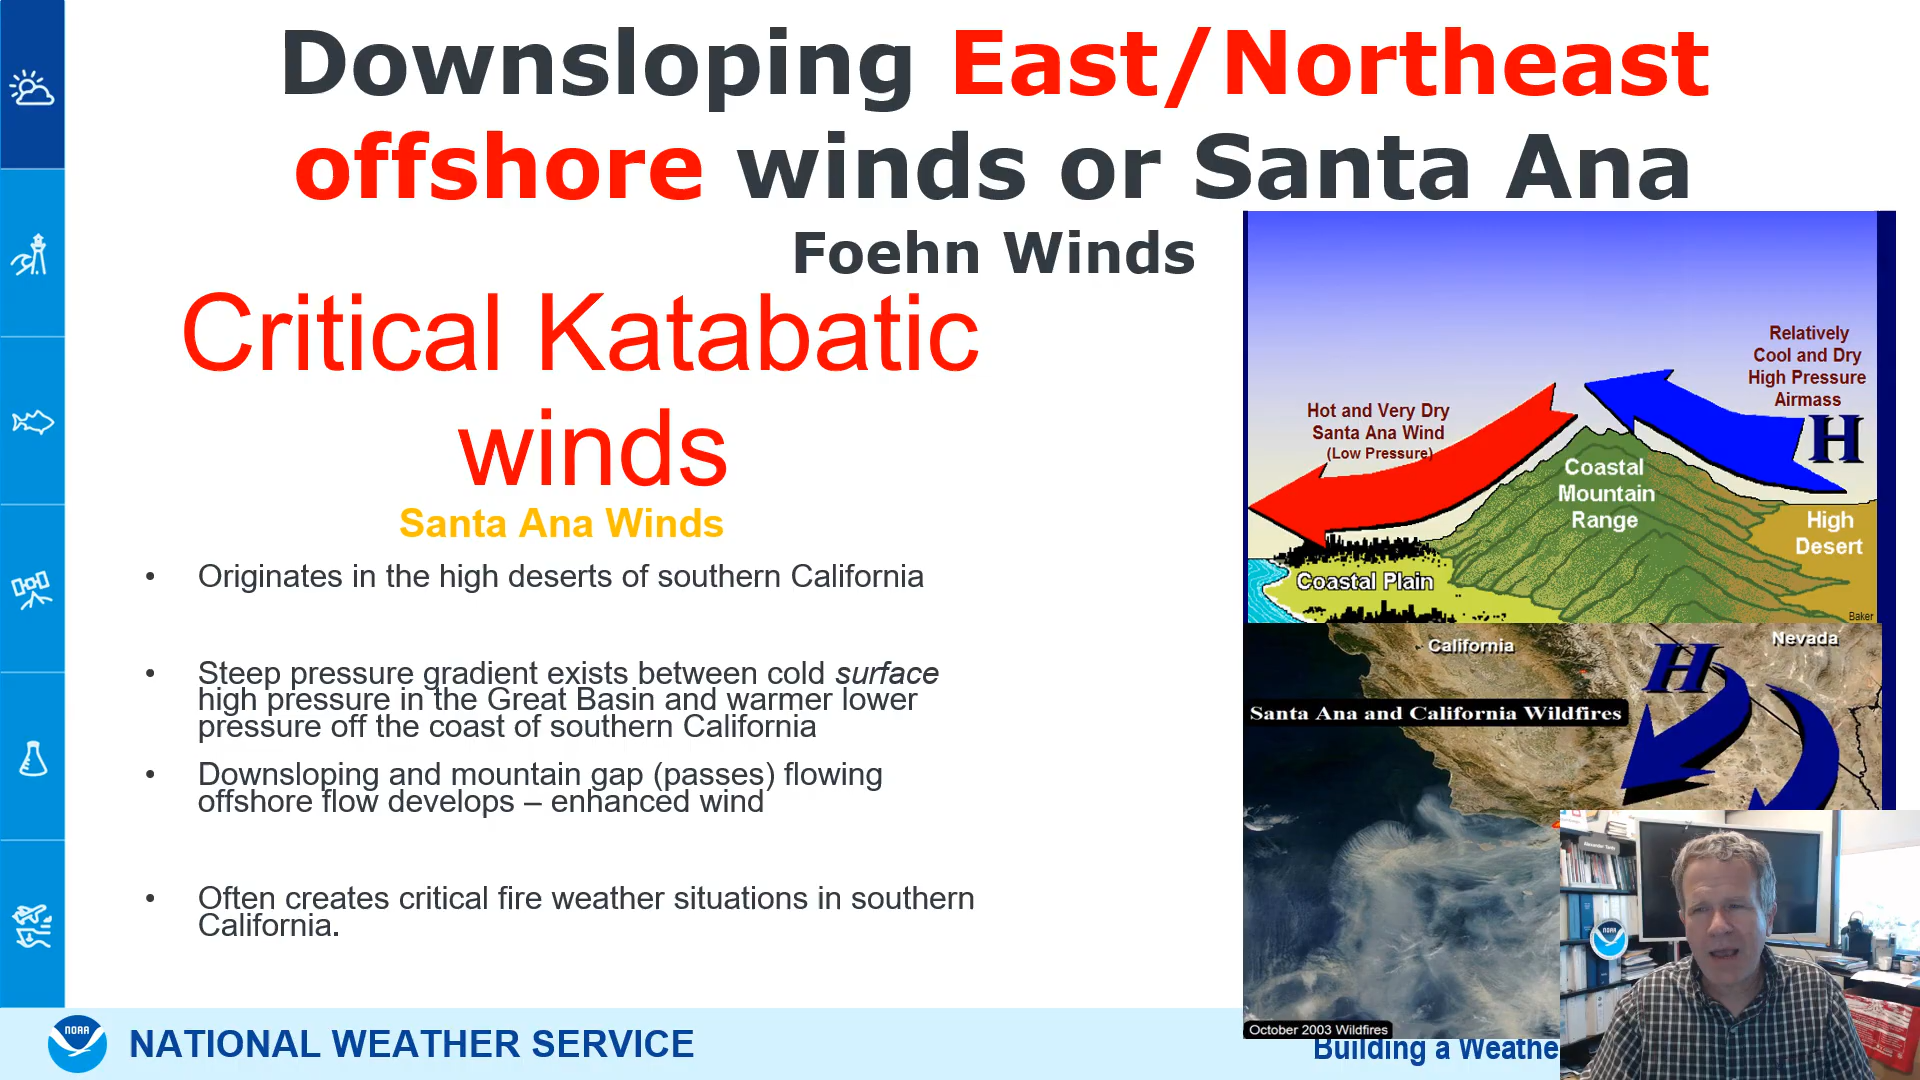 Downsloping East/Northeast
offshore winds or Santa Ana
Foehn Winds
Critical Katabatic
winds
Santa Ana Winds
• Originates in the high deserts of southern California
• Steep pressure gradient exists between cold surface
high pressure in the Great Basin and warmer lower
pressure off the coast of southern California
• Downsloping and mountain gap (passes) flowing
offshore flow develops – enhanced wind
• Often creates critical fire weather situations in southern
California.
Relatively
Cool and Dry
High Pressure
Airmass
H
Hot and Very Dry
Santa Ana Wind
(Low Pressure)
Coastal
Mountain
Range
High
Desert
Coastal Plain
Baker
California
Nevada
H
Santa Ana and California Wildfires
October 2003 Wildfires
Alexander Tardy
NOAA
NOAA
NATIONAL WEATHER SERVICE
Building a Weathe